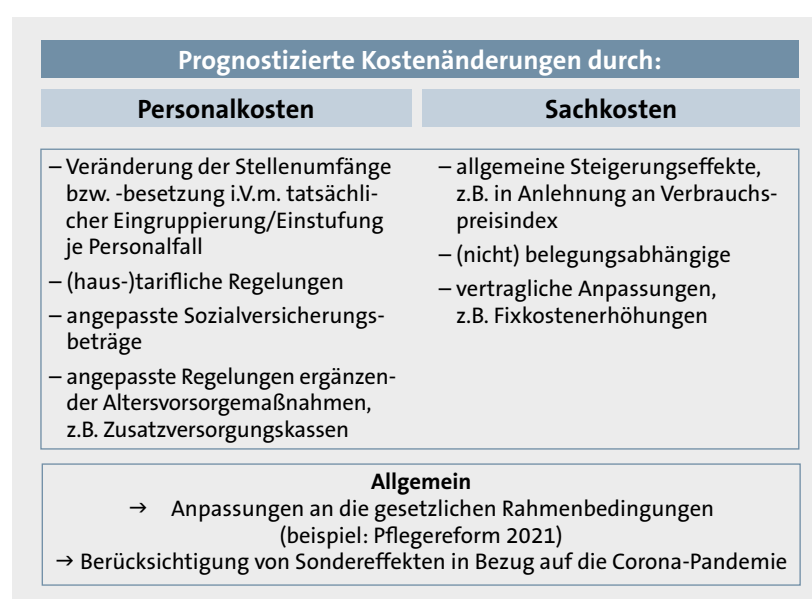 Prognostizierte Kostenänderungen durch:
Personalkosten
– Veränderung der Stellenumfänge
bzw. -besetzung i.V.m. tatsächli-
cher Eingruppierung/Einstufung
je Personalfall
– (haus-)tarifliche Regelungen
– angepasste Sozialversicherungs-
beträge
– angepasste Regelungen ergänzen-
der Altersvorsorgemaßnahmen,
z.B. Zusatzversorgungskassen
Sachkosten
– allgemeine Steigerungseffekte,
z.B. in Anlehnung an Verbrauchs-
preisindex
– (nicht) belegungsabhängige
– vertragliche Anpassungen,
z.B. Fixkostenerhöhungen
Allgemein
→ Anpassungen an die gesetzlichen Rahmenbedingungen
(beispiel: Pflegereform 2021)
→ Berücksichtigung von Sondereffekten in Bezug auf die Corona-Pandemie